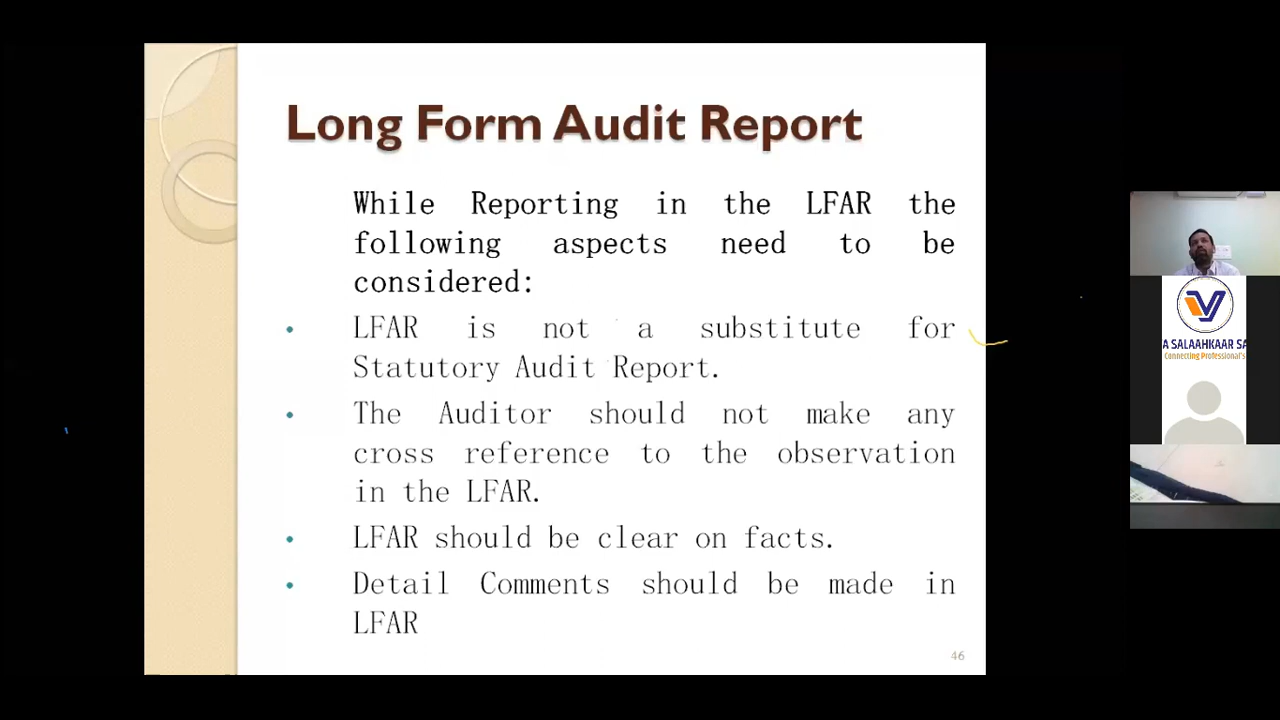 Long Form Audit Report
While Reporting in the LFAR the
following aspects need to be
considered:
• LFAR is not a substitute for
Statutory Audit Report.
• The Auditor should not make any
cross reference to the observation
in the LFAR.
• LFAR should be clear on facts.
• Detail Comments should be made in
LFAR
46
A SALAAHKAAR SA
Connecting Professional's